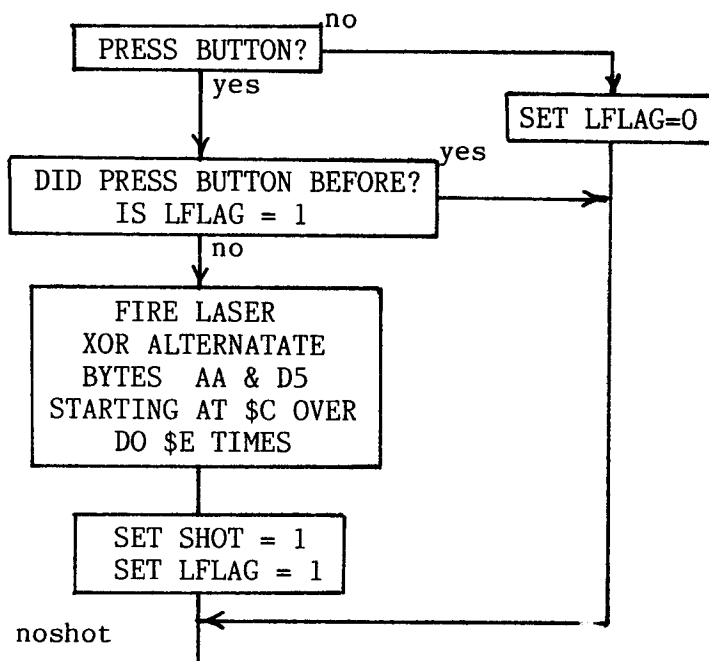 no
PRESS BUTTON?
yes
SET LFLAG=0
DID PRESS BUTTON BEFORE?
IS LFLAG = 1
yes
no
FIRE LASER
XOR ALTERNATATE
BYTES AA & D5
STARTING AT $C OVER
DO $E TIMES
SET SHOT = 1
SET LFLAG = 1
noshot